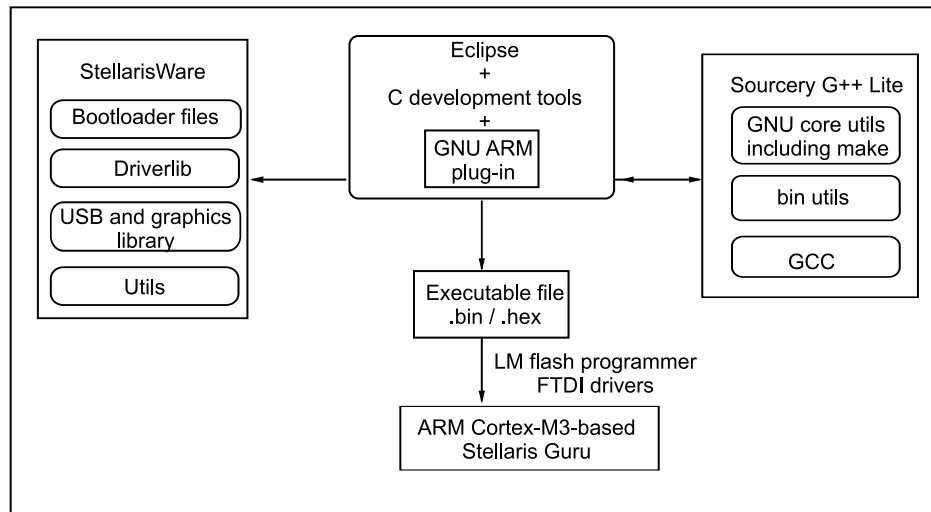 StellarisWare
Bootloader files
Driverlib
USB and graphics
library
Utils
Eclipse
+
C development tools
+
GNU ARM
plug-in
Sourcery G++ Lite
GNU core utils
including make
bin utils
GCC
Executable file
.bin / .hex
LM flash programmer
FTDI drivers
ARM Cortex-M3-based
Stellaris Guru